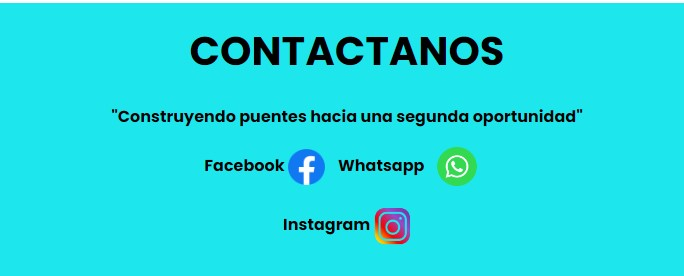 CONTACTANOS
"Construyendo puentes hacia una segunda oportunidad"
Facebook Whatsapp
Instagram